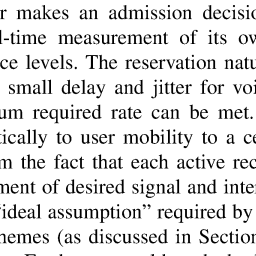 r makes an admission decisio
l-time measurement of its ow
ce levels. The reservation natu
small delay and jitter for voi
um required rate can be met.
tically to user mobility to a ce
m the fact that each active rec
ment of desired signal and inter
"ideal assumption" required by
hemes (as discussed in Section